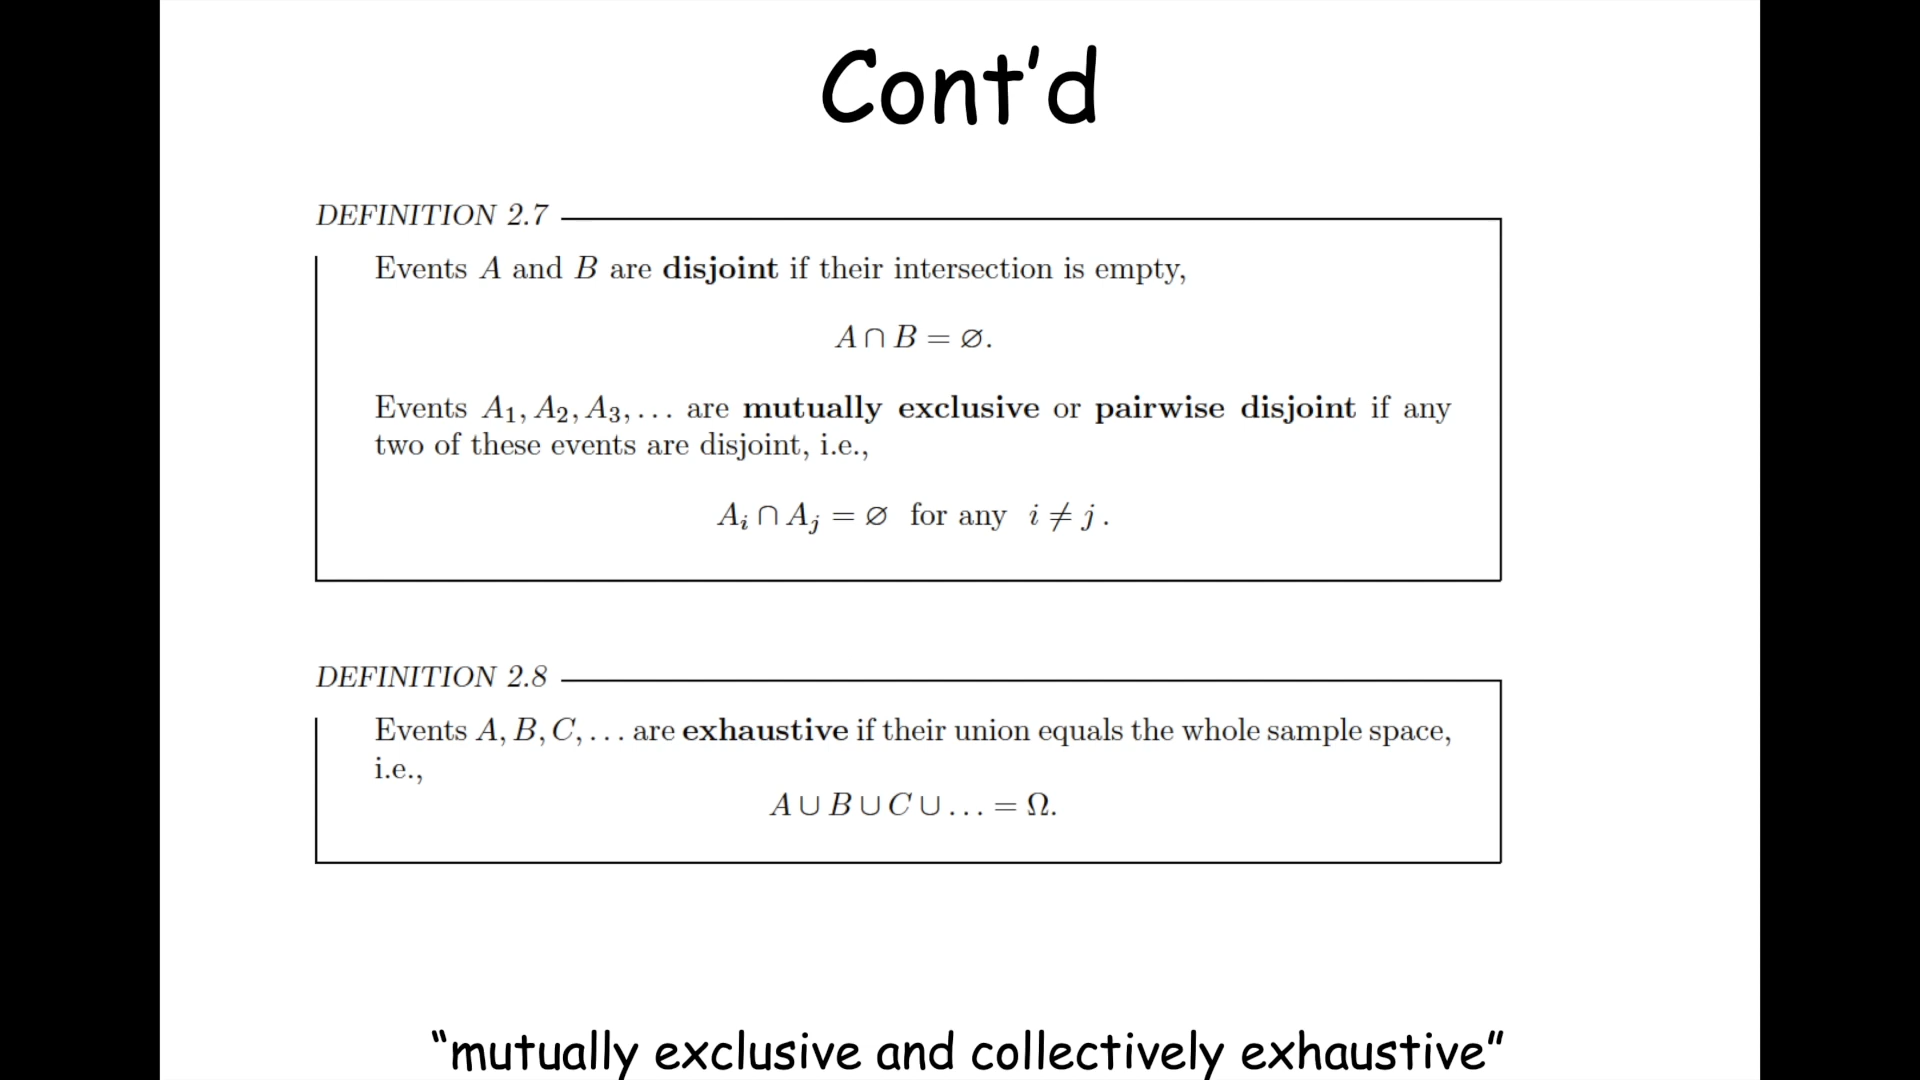 Cont'd
DEFINITION 2.7
Events A and B are disjoint if their intersection is empty,
A ∩ B = ∅.
Events A₁, A₂, A₃, . . . are mutually exclusive or pairwise disjoint if any
two of these events are disjoint, i.e.,
Aᵢ ∩ Aⱼ = ∅ for any i ≠ j .
DEFINITION 2.8
Events A, B, C, . . . are exhaustive if their union equals the whole sample space,
i.e.,
A ∪ B ∪ C ∪ . . . = Ω.
“mutually exclusive and collectively exhaustive”